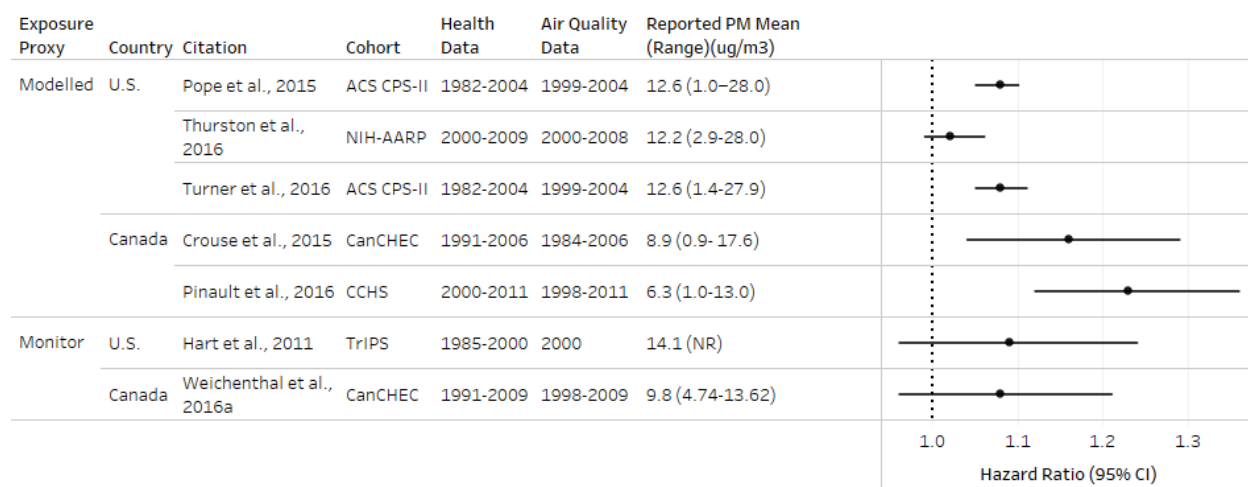 Exposure Proxy Country Citation Cohort Health Data Air Quality Data Reported PM Mean (Range)(ug/m3)
Modelled U.S. Pope et al., 2015 ACS CPS-II 1982-2004 1999-2004 12.6 (1.0–28.0)
Thurston et al., 2016 NIH-AARP 2000-2009 2000-2008 12.2 (2.9-28.0)
Turner et al., 2016 ACS CPS-II 1982-2004 1999-2004 12.6 (1.4-27.9)
Canada Crouse et al., 2015 CanCHEC 1991-2006 1984-2006 8.9 (0.9- 17.6)
Pinault et al., 2016 CCHS 2000-2011 1998-2011 6.3 (1.0-13.0)
Monitor U.S. Hart et al., 2011 TrIPS 1985-2000 2000 14.1 (NR)
Canada Weichenthal et al., 2016a CanCHEC 1991-2009 1998-2009 9.8 (4.74-13.62)
1.0 1.1 1.2 1.3
Hazard Ratio (95% CI)